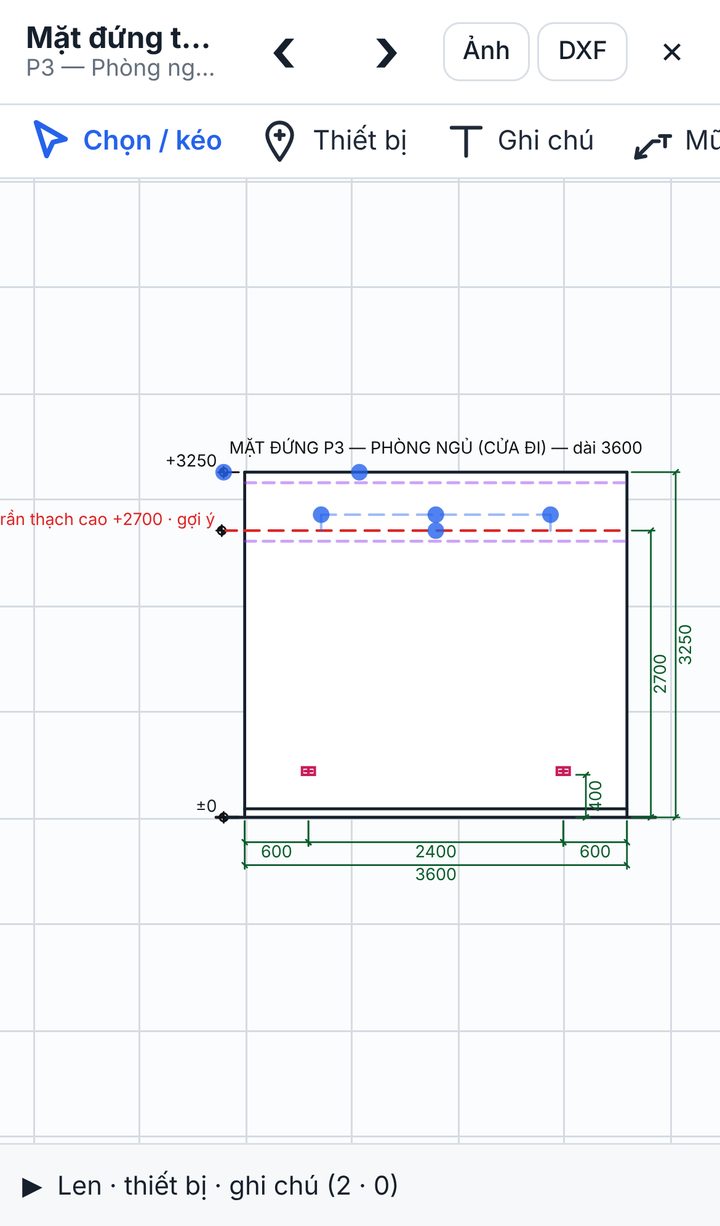 Mặt đứng t...
P3 — Phòng ng...
Ảnh
DXF
Chọn / kéo
Thiết bị
Ghi chú
MẶT ĐỨNG P3 — PHÒNG NGỦ (CỬA ĐI) — dài 3600
+3250
thạch cao +2700 · gợi ý
3250
2700
400
±0
600
2400
600
3600
Len · thiết bị · ghi chú (2 · 0)